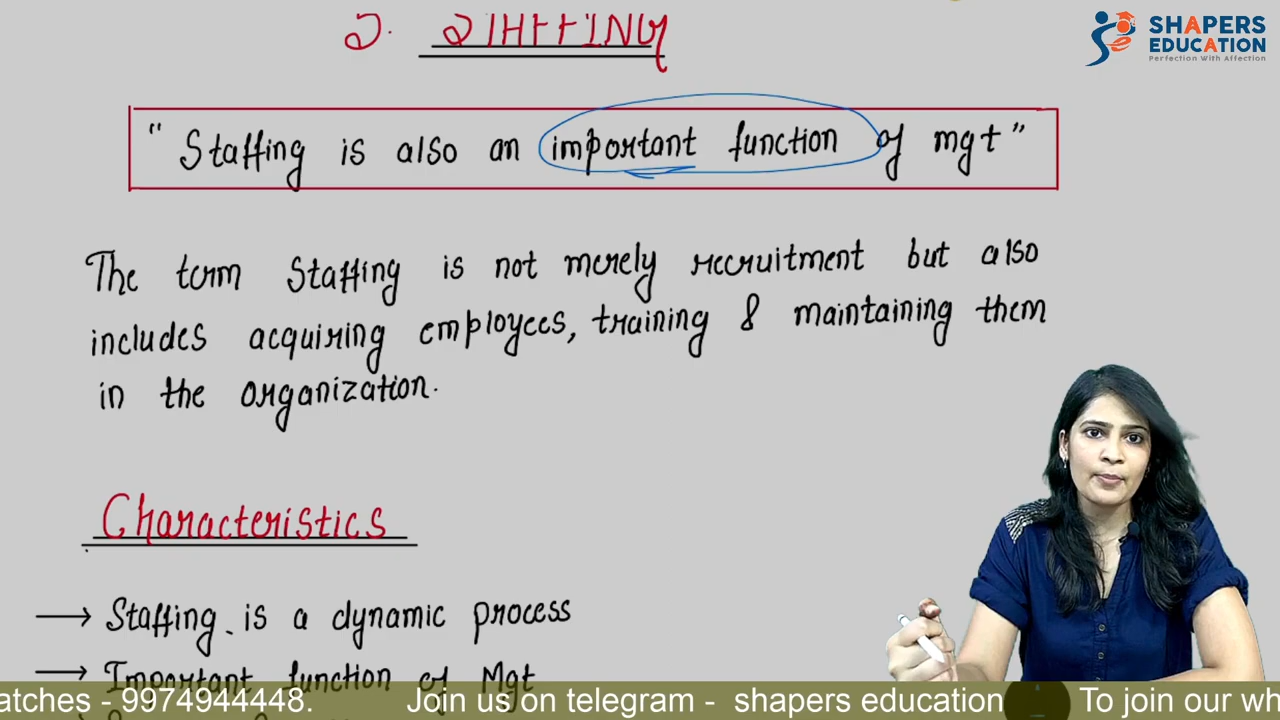 5. STAFFING
SHAPERS
EDUCATION
Perfection With Affection
" Staffing is also an important function of mgt "
The term Staffing is not merely recruitment but also
includes acquiring employees, training & maintaining them
in the organization.
Characteristics
→ Staffing is a dynamic process
→ Important function of Mgt
atches - 9974944448. Join us on telegram - shapers education To join our wh